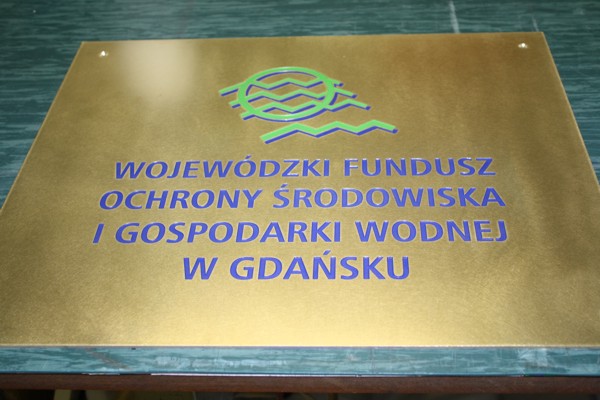 WOJEWÓDZKI FUNDUSZ
OCHRONY ŚRODOWISKA
I GOSPODARKI WODNEJ
W GDAŃSKU